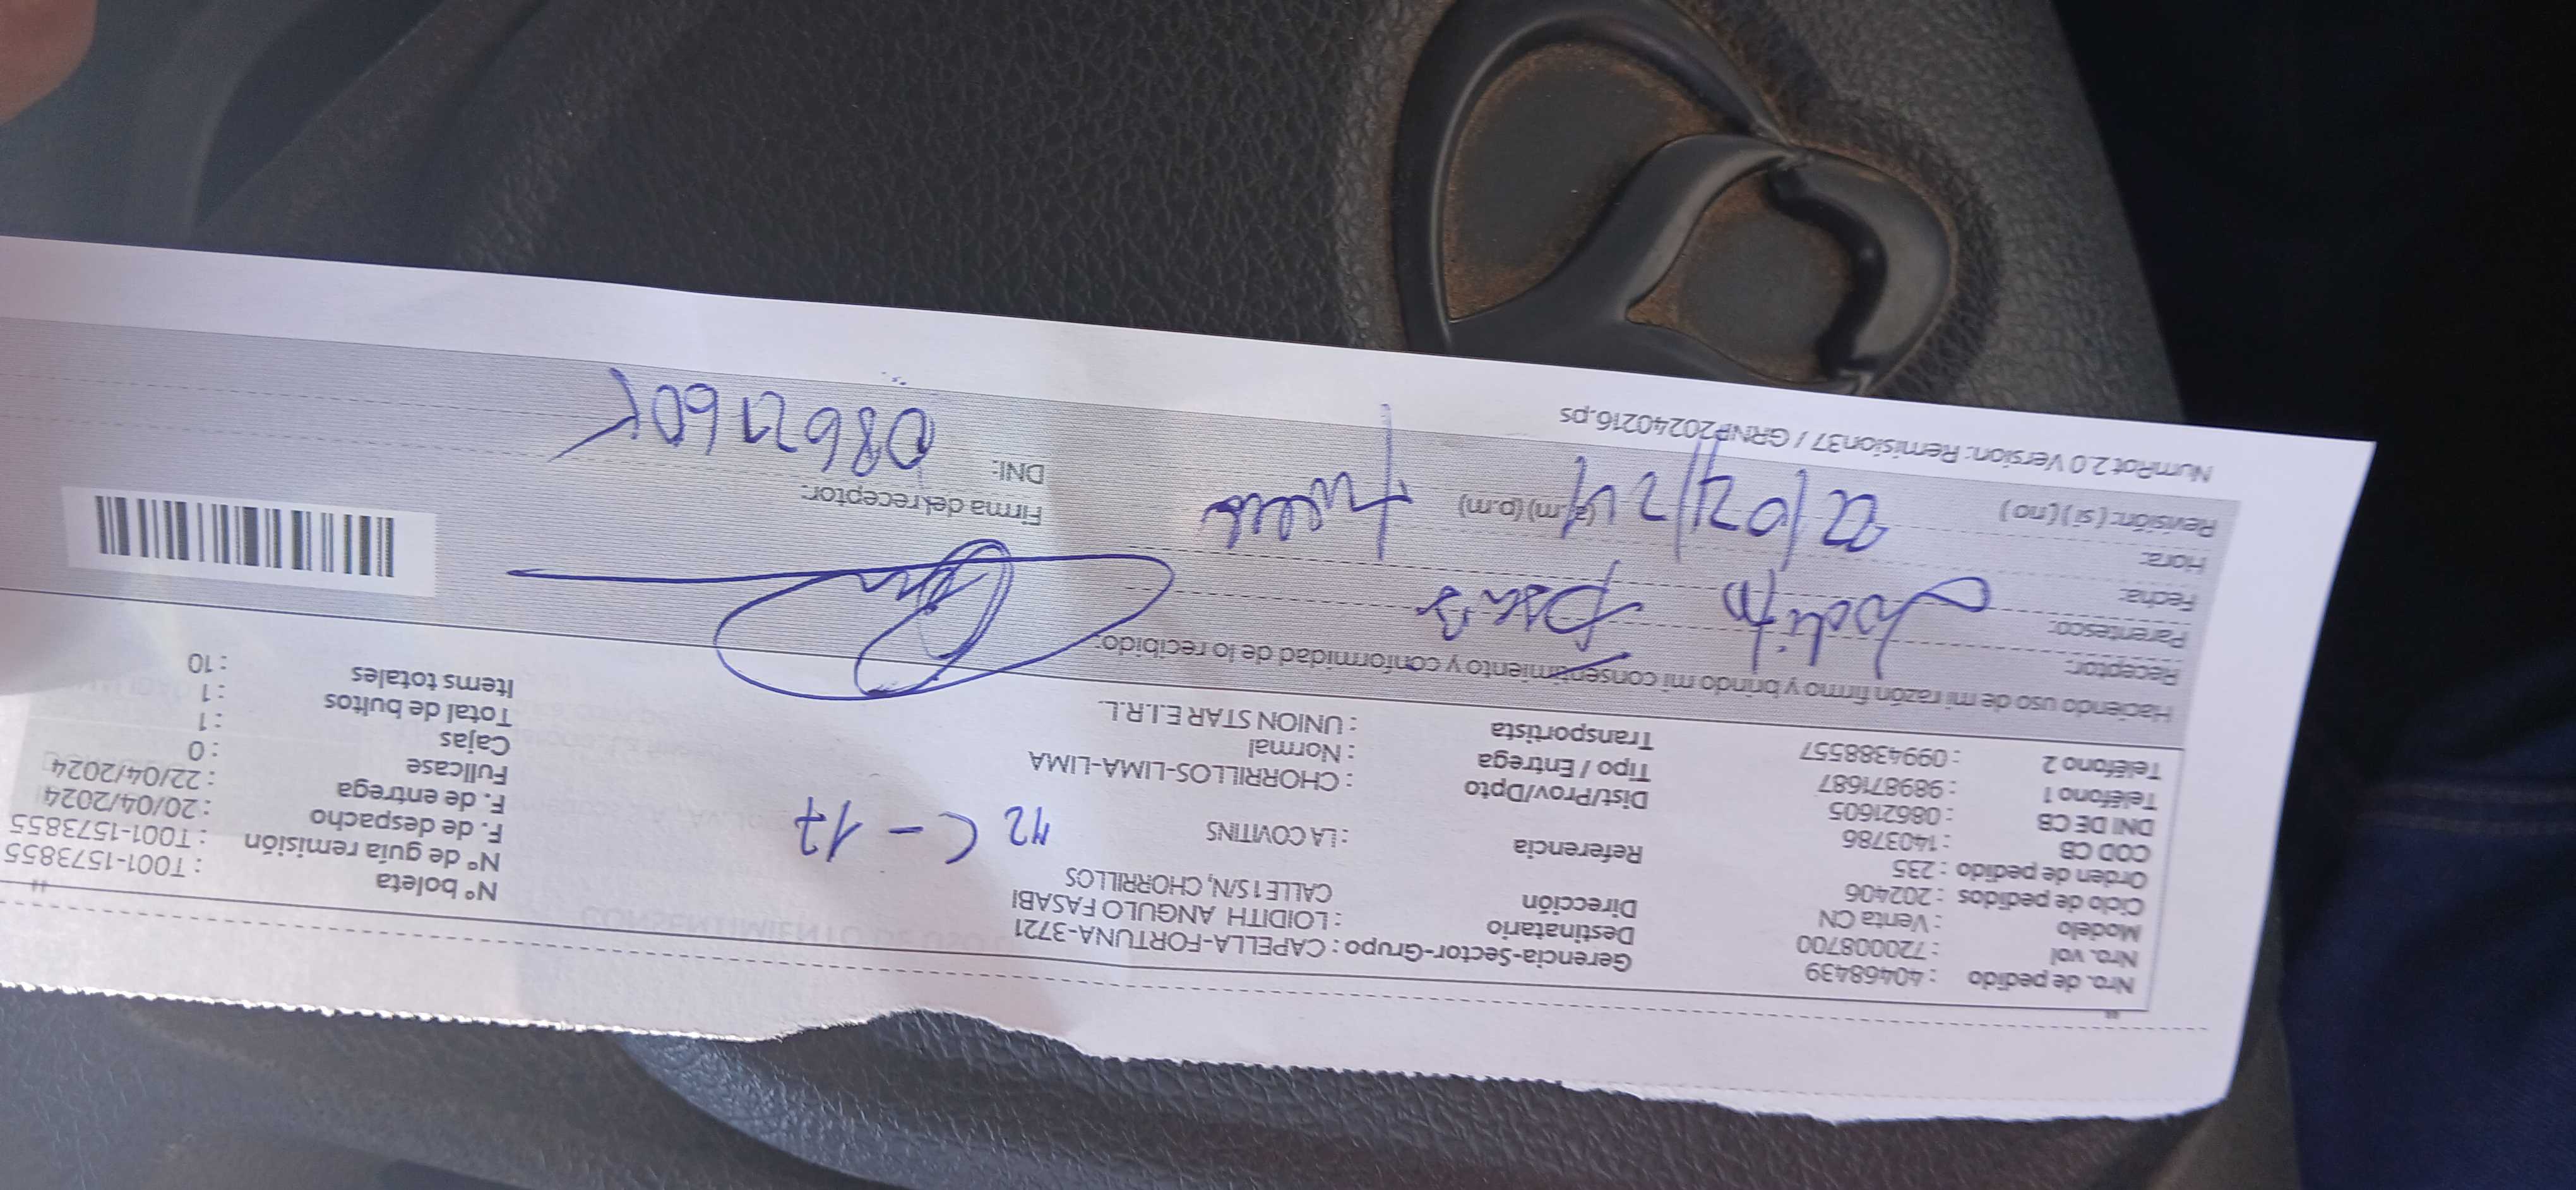 Nro. de pedido : 40468439
Nro. vol : 720008700
Modelo : Venta CN
Ciclo de pedidos : 202406
Orden de pedido : 235
COD CB : 1403786
DNI DE CB : 08621605
Teléfono 1 : 989871687
Teléfono 2 : 0994388557
Gerencia-Sector-Grupo : CAPELLA-FORTUNA-3721
Destinatario : LOIDITH ANGULO FASABI
Dirección CALLE 1 S/N, CHORRILLOS
Referencia : LA COVITINS
C-17
Dist/Prov/Dpto : CHORRILLOS-LIMA-LIMA
Tipo / Entrega : Normal
Transportista : UNION STAR E.I.R.L.
Nº boleta : T001-1573855
Nº de guía remisión : T001-1573855
F. de despacho : 20/04/2024
F. de entrega : 22/04/2024
Fullcase : 0
Cajas : 1
Total de bultos : 1
Items totales : 10
Haciendo uso de mi razón firmo y brindo mi consentimiento y conformidad de lo recibido:
Receptor:
Parentesco:
Fecha:
Hora: (a.m) (p.m)
Revisión: ( si ) ( no )
Firma del receptor:
DNI: 08621605
NumRot 2.0 Version: Remision37 / GRNP20240216.ps